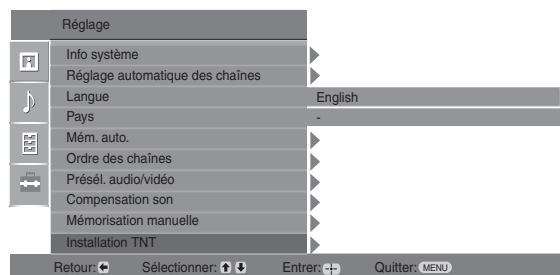 Réglage
Info système
Réglage automatique des chaînes
Langue English
Pays -
Mém. auto.
Ordre des chaînes
Présél. audio/vidéo
Compensation son
Mémorisation manuelle
Installation TNT
Retour: Sélectionner: Entrer: Quitter: MENU